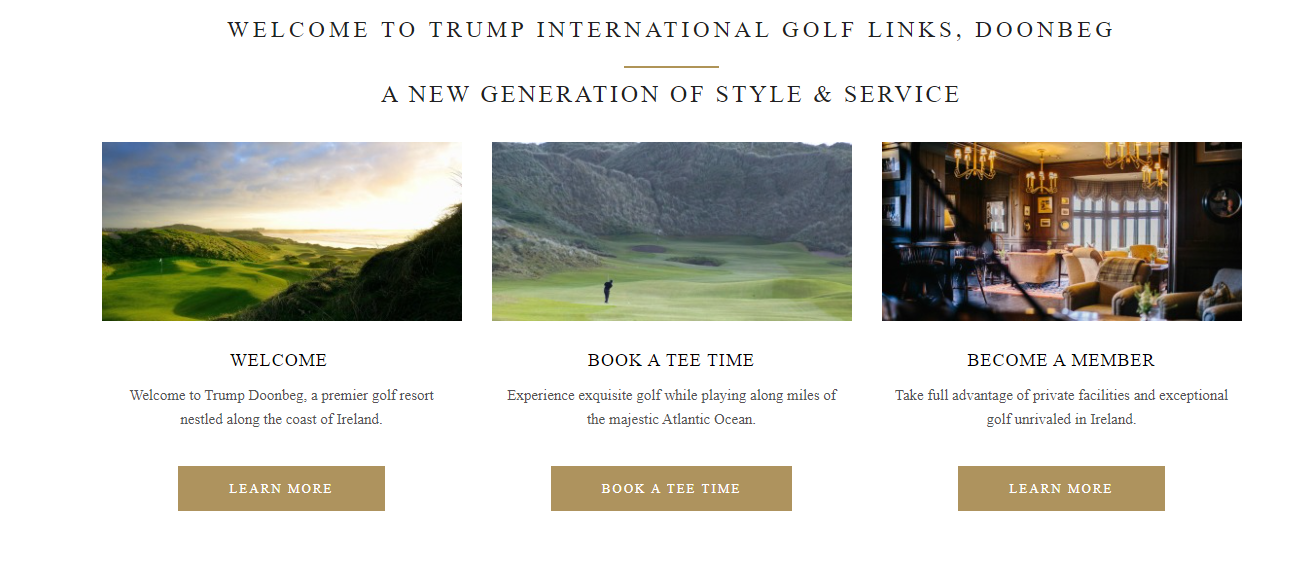 WELCOME TO TRUMP INTERNATIONAL GOLF LINKS, DOONBEG
A NEW GENERATION OF STYLE & SERVICE
WELCOME
Welcome to Trump Doonbeg, a premier golf resort
nestled along the coast of Ireland.
LEARN MORE
BOOK A TEE TIME
Experience exquisite golf while playing along miles of
the majestic Atlantic Ocean.
BOOK A TEE TIME
BECOME A MEMBER
Take full advantage of private facilities and exceptional
golf unrivaled in Ireland.
LEARN MORE